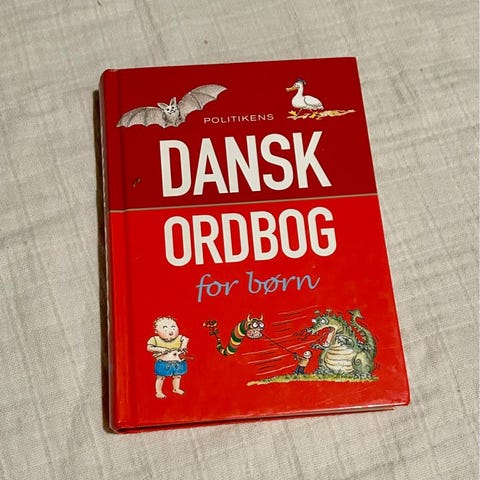 POLITIKENS
DANSK
ORDBOG
for børn